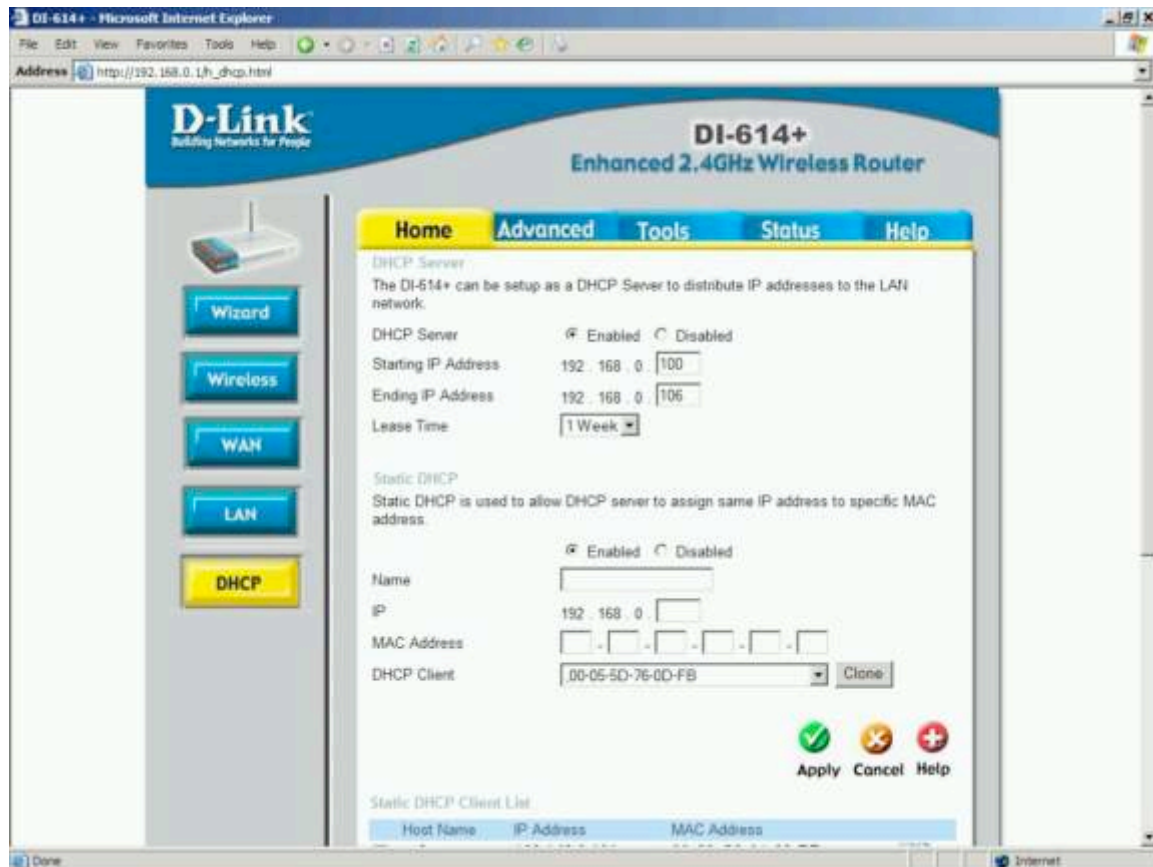 DI-614+ - Microsoft Internet Explorer
File Edit View Favorites Tools Help
Address http://192.168.0.1/h_dhcp.html
D-Link
Building Networks for People
DI-614+
Enhanced 2.4GHz Wireless Router
Home Advanced Tools Status Help
DHCP Server
The DI-614+ can be setup as a DHCP Server to distribute IP addresses to the LAN
network.
DHCP Server Enabled Disabled
Starting IP Address 192 . 168 . 0 . 100
Ending IP Address 192 . 168 . 0 . 106
Lease Time 1 Week
Static DHCP
Static DHCP is used to allow DHCP server to assign same IP address to specific MAC
address.
Enabled Disabled
Name
IP 192 . 168 . 0 .
MAC Address - - - - -
DHCP Client ,00-05-5D-76-0D-FB Clone
Apply Cancel Help
Static DHCP Client List
Host Name IP Address MAC Address
Wizard
Wireless
WAN
LAN
DHCP
Done Internet